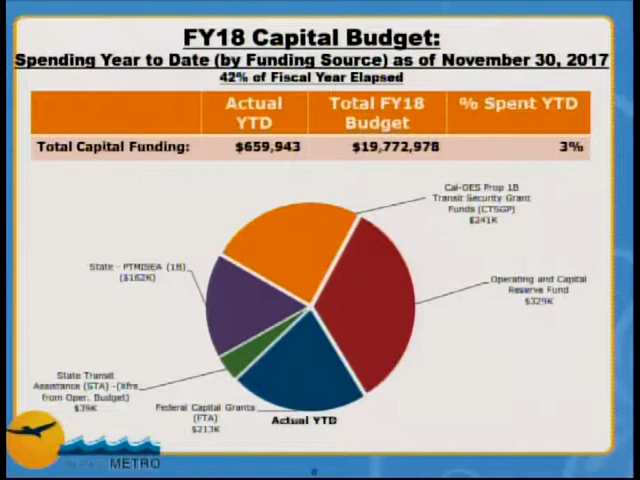 FY18 Capital Budget:
Spending Year to Date (by Funding Source) as of November 30, 2017
42% of Fiscal Year Elapsed
Actual YTD
Total FY18 Budget
% Spent YTD
Total Capital Funding:
$659,943
$19,772,978
3%
Cal-OES Prop 1B
Transit Security Grant
Funds (CTSGP)
$241K
State - PTMISEA (1B)
($162K)
Operating and Capital
Reserve Fund
$329K
State Transit
Assistance (STA) -(Xfrs
from Oper. Budget)
$39K
Federal Capital Grants
(FTA)
$213K
Actual YTD
METRO